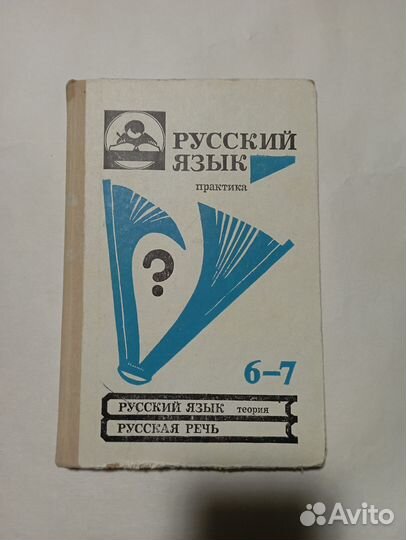 РУССКИЙ
ЯЗЫК
практика
?
6–7
РУССКИЙ ЯЗЫК теория
РУССКАЯ РЕЧЬ
Avito